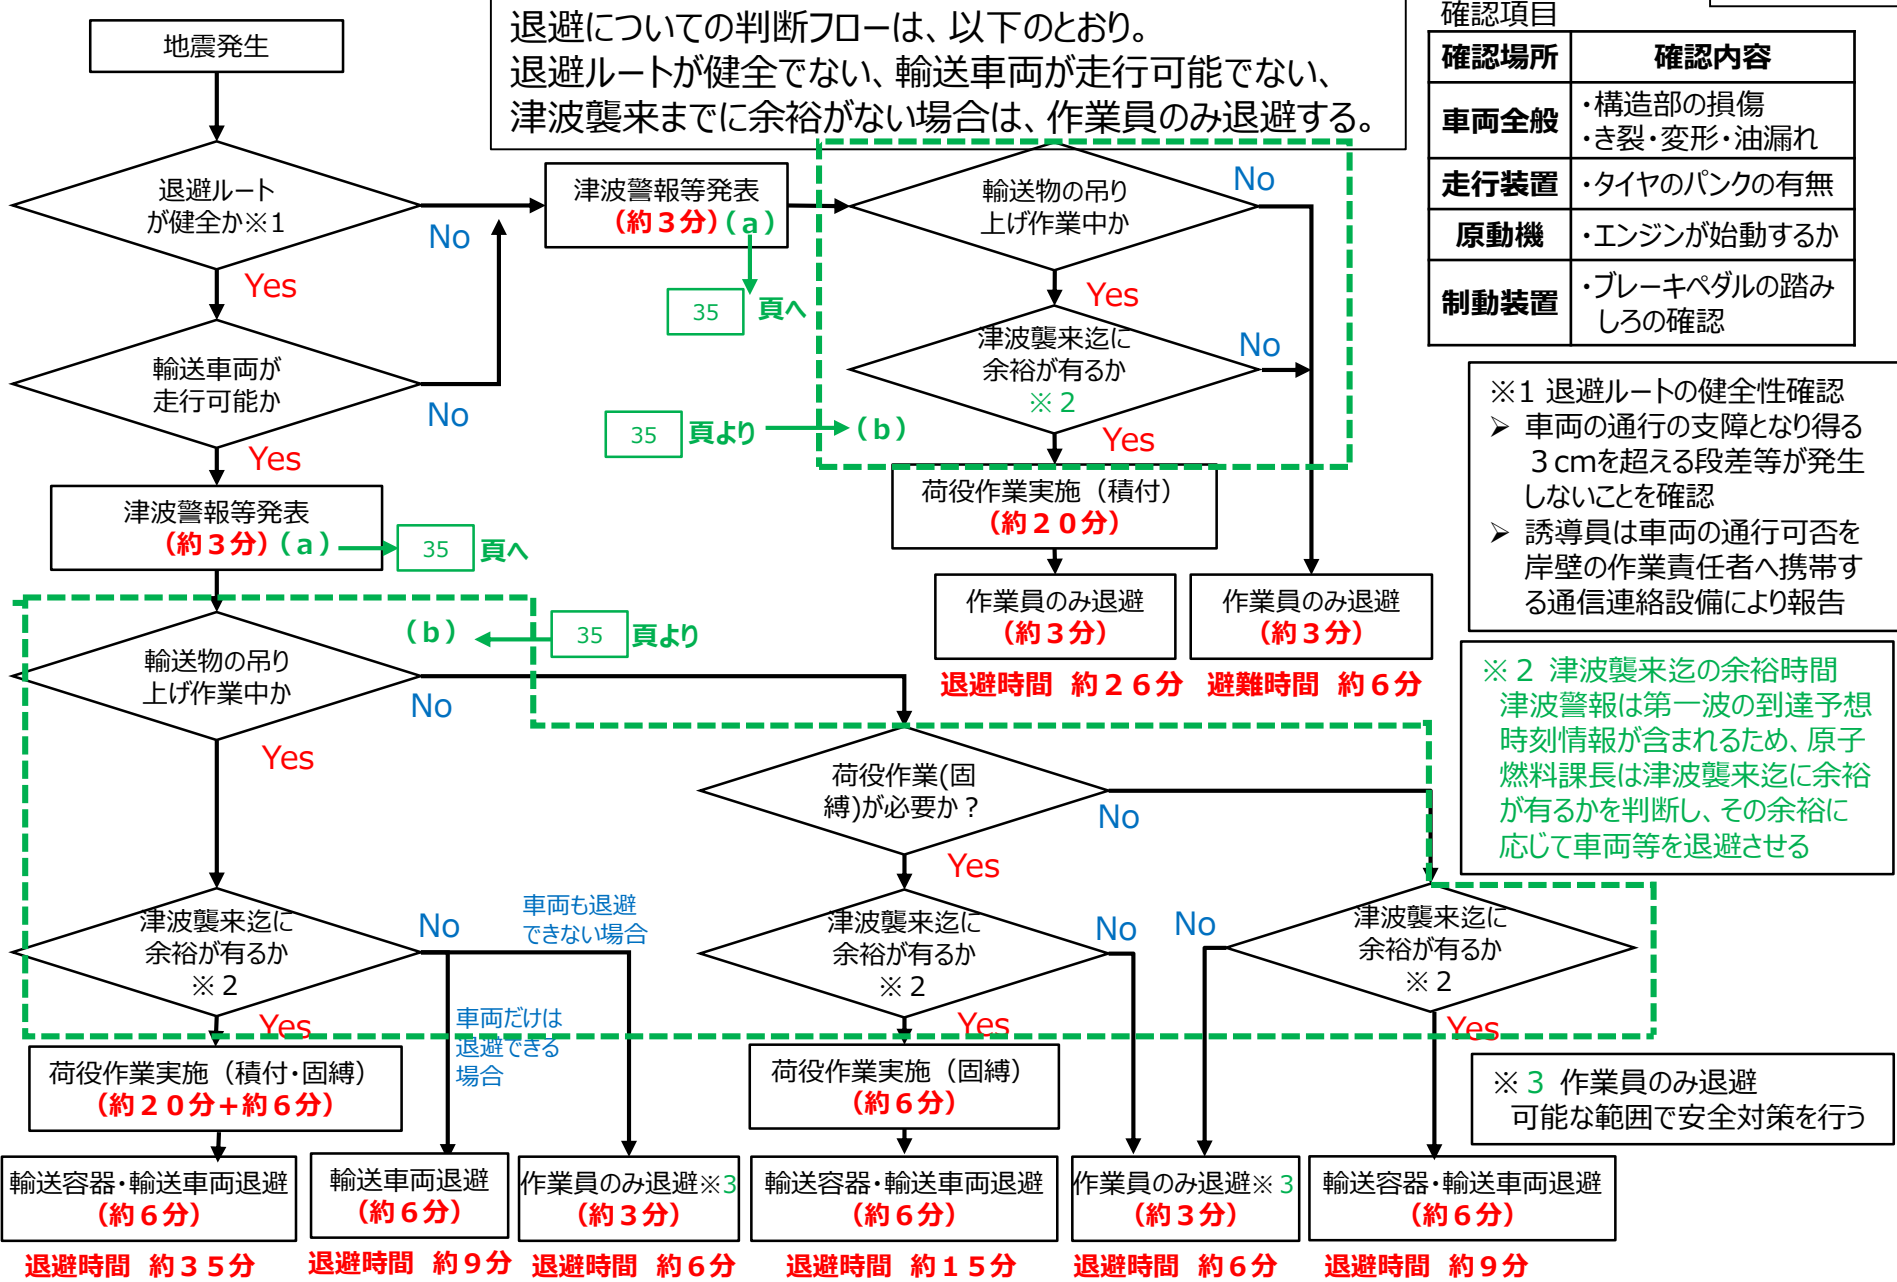 退避についての判断フローは、以下のとおり。
退避ルートが健全でない、輸送車両が走行可能でない、
津波襲来までに余裕がない場合は、作業員のみ退避する。
確認項目
確認場所 確認内容
車両全般 ・構造部の損傷
・き裂・変形・油漏れ
走行装置 ・タイヤのパンクの有無
原動機 ・エンジンが始動するか
制動装置 ・ブレーキペダルの踏み
しろの確認
地震発生
退避ルート
が健全か※1
No
Yes
輸送車両が
走行可能か
No
Yes
津波警報等発表
(約3分)(a)
35 頁へ
輸送物の吊り
上げ作業中か
No
Yes
津波襲来迄に
余裕が有るか
※2
No
35 頁より (b)
Yes
荷役作業実施(積付)
(約20分)
作業員のみ退避
(約3分)
退避時間 約26分
作業員のみ退避
(約3分)
避難時間 約6分
※1 退避ルートの健全性確認
➢ 車両の通行の支障となり得る
3cmを超える段差等が発生
しないことを確認
➢ 誘導員は車両の通行可否を
岸壁の作業責任者へ携帯す
る通信連絡設備により報告
※2 津波襲来迄の余裕時間
津波警報は第一波の到達予想
時刻情報が含まれるため、原子
燃料課長は津波襲来迄に余裕
が有るかを判断し、その余裕に
応じて車両等を退避させる
津波警報等発表
(約3分)(a)
35 頁へ
(b) 35 頁より
輸送物の吊り
上げ作業中か
No
Yes
荷役作業(固
縛)が必要か?
No
Yes
津波襲来迄に
余裕が有るか
※2
No
車両も退避
できない場合
車両だけは
退避できる
場合
Yes
津波襲来迄に
余裕が有るか
※2
No
Yes
津波襲来迄に
余裕が有るか
※2
No
Yes
荷役作業実施(積付・固縛)
(約20分+約6分)
荷役作業実施(固縛)
(約6分)
※3 作業員のみ退避
可能な範囲で安全対策を行う
輸送容器・輸送車両退避
(約6分)
退避時間 約35分
輸送車両退避
(約6分)
退避時間 約9分
作業員のみ退避※3
(約3分)
退避時間 約6分
輸送容器・輸送車両退避
(約6分)
退避時間 約15分
作業員のみ退避※3
(約3分)
退避時間 約6分
輸送容器・輸送車両退避
(約6分)
退避時間 約9分